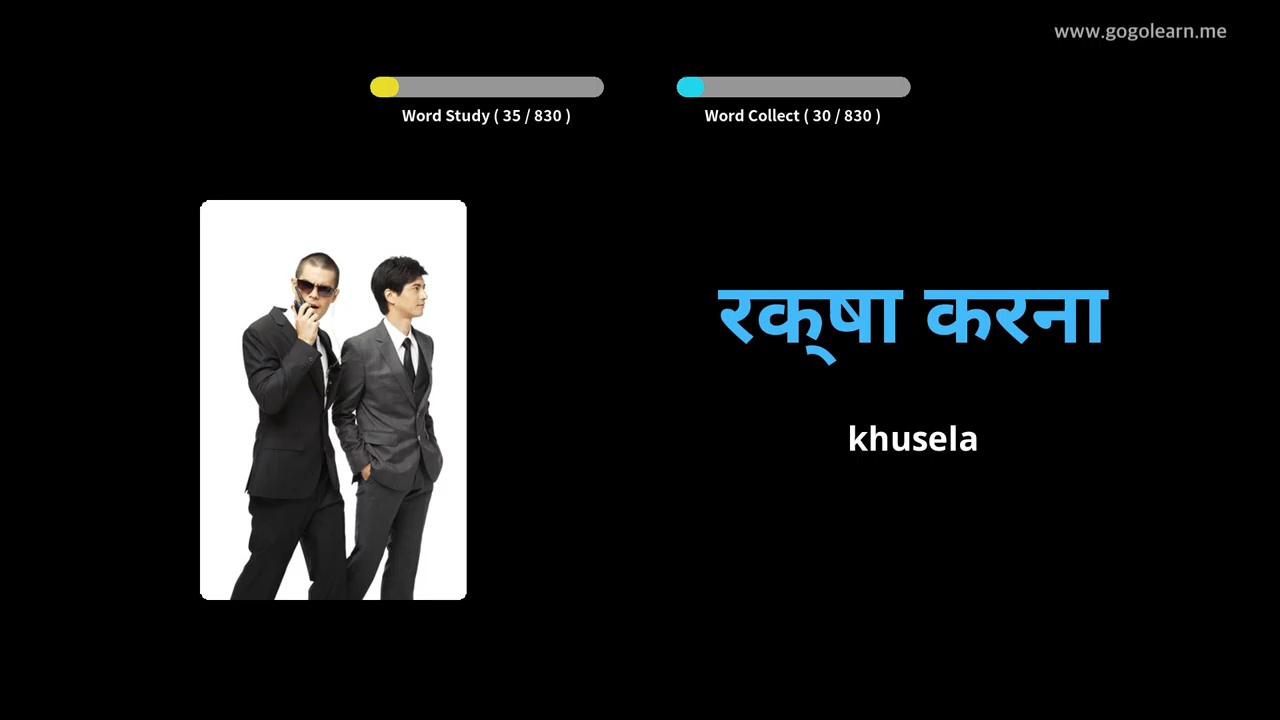 www.gogolearn.me
Word Study ( 35 / 830 )
Word Collect ( 30 / 830 )
रक्षा करना
khusela